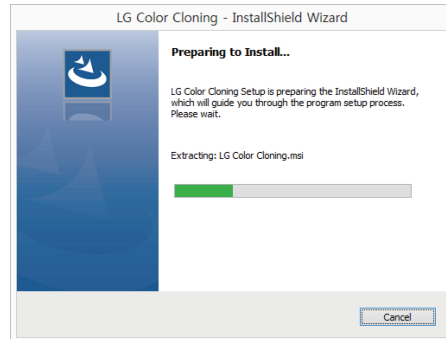 LG Color Cloning - InstallShield Wizard
Preparing to Install...
LG Color Cloning Setup is preparing the InstallShield Wizard,
which will guide you through the program setup process.
Please wait.
Extracting: LG Color Cloning.msi
Cancel